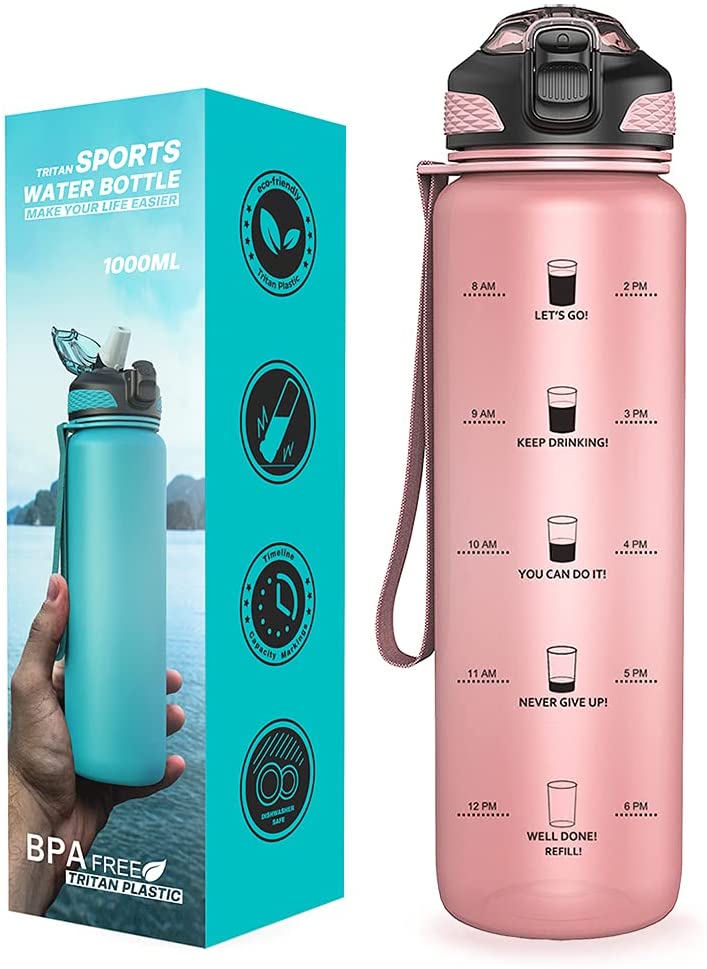 TRITAN SPORTS
WATER BOTTLE
MAKE YOUR LIFE EASIER
1000ML
eco-friendly
Tritan Plastic
Timeline
Capacity Markings
DISHWASHER
SAFE
BPA FREE
TRITAN PLASTIC
8 AM 2 PM
LET'S GO!
9 AM 3 PM
KEEP DRINKING!
10 AM 4 PM
YOU CAN DO IT!
11 AM 5 PM
NEVER GIVE UP!
12 PM 6 PM
WELL DONE!
REFILL!